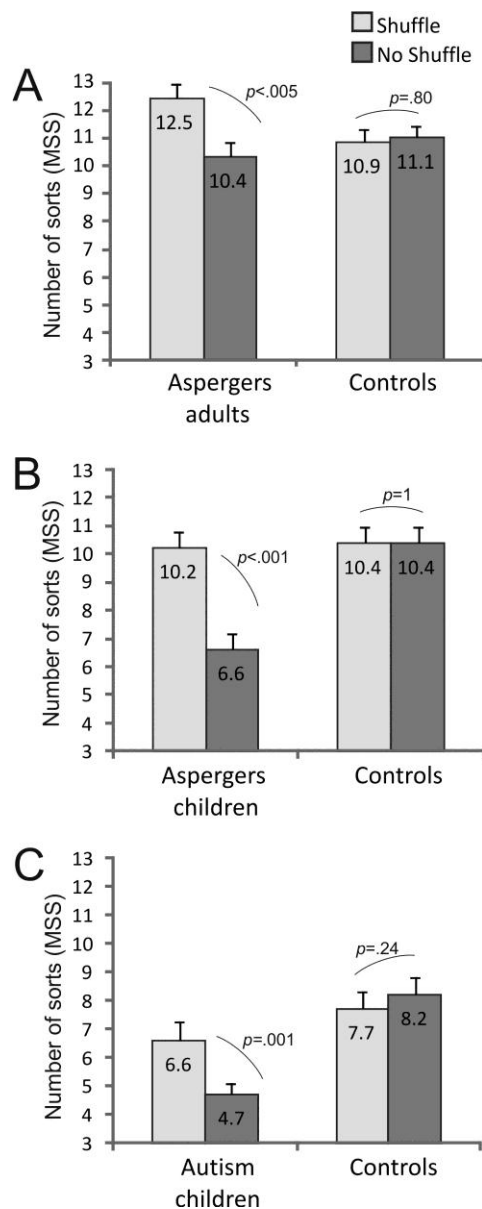 Shuffle
No Shuffle
A
Number of sorts (MSS)
13
12
11
10
9
8
7
6
5
4
3
12.5
10.4
p<.005
10.9
11.1
p=.80
Aspergers
adults
Controls
B
Number of sorts (MSS)
13
12
11
10
9
8
7
6
5
4
3
10.2
6.6
p<.001
10.4
10.4
p=1
Aspergers
children
Controls
C
Number of sorts (MSS)
13
12
11
10
9
8
7
6
5
4
3
6.6
4.7
p=.001
7.7
8.2
p=.24
Autism
children
Controls